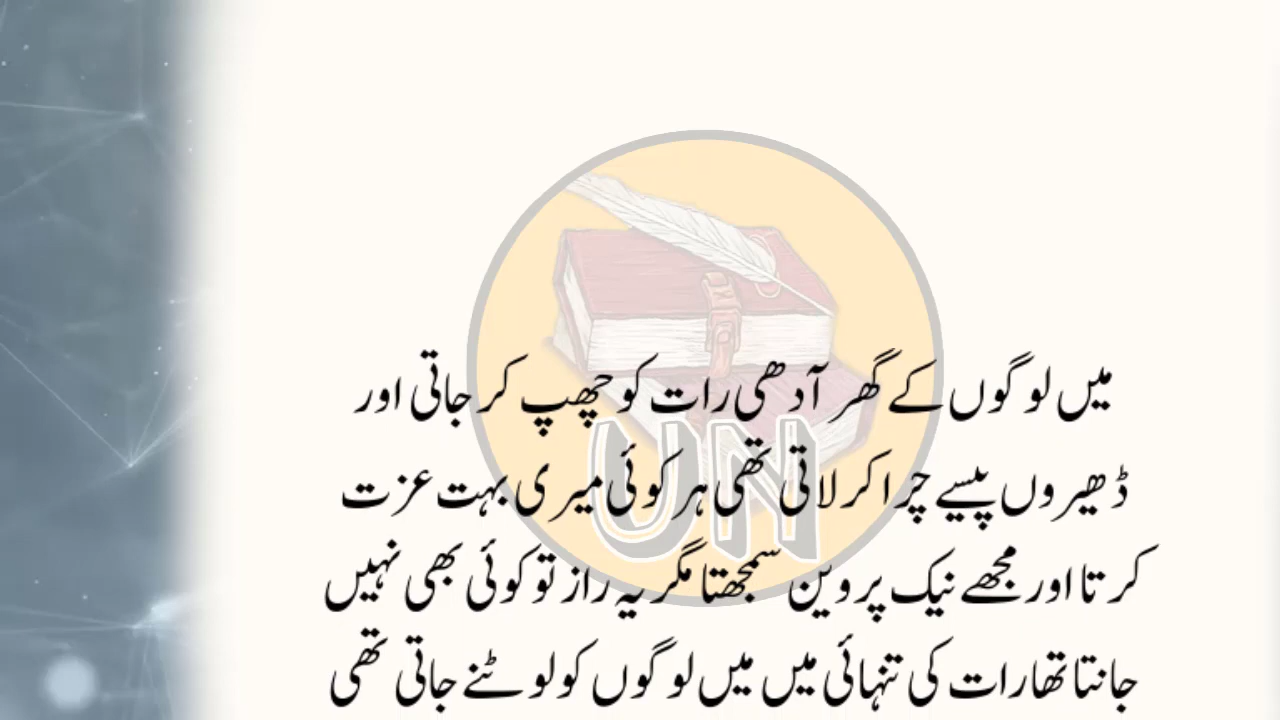 میں لوگوں کے گھر آدھی رات کو چھپ کر جاتی اور
ڈھیروں پیسے چرا کر لاتی تھی ہر کوئی میری بہت عزت
کرتا اور مجھے نیک پروین سمجھتا مگر یہ راز تو کوئی بھی نہیں
جانتا تھا رات کی تنہائی میں میں لوگوں کو لوٹنے جاتی تھی
UN